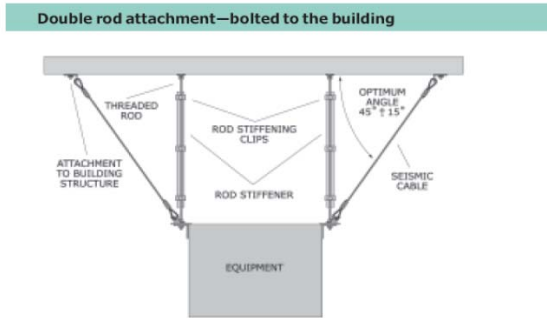 Double rod attachment—bolted to the building
THREADED
ROD
ROD STIFFENING
CLIPS
OPTIMUM
ANGLE
45° ± 15°
ATTACHMENT
TO BUILDING
STRUCTURE
ROD STIFFENER
SEISMIC
CABLE
EQUIPMENT